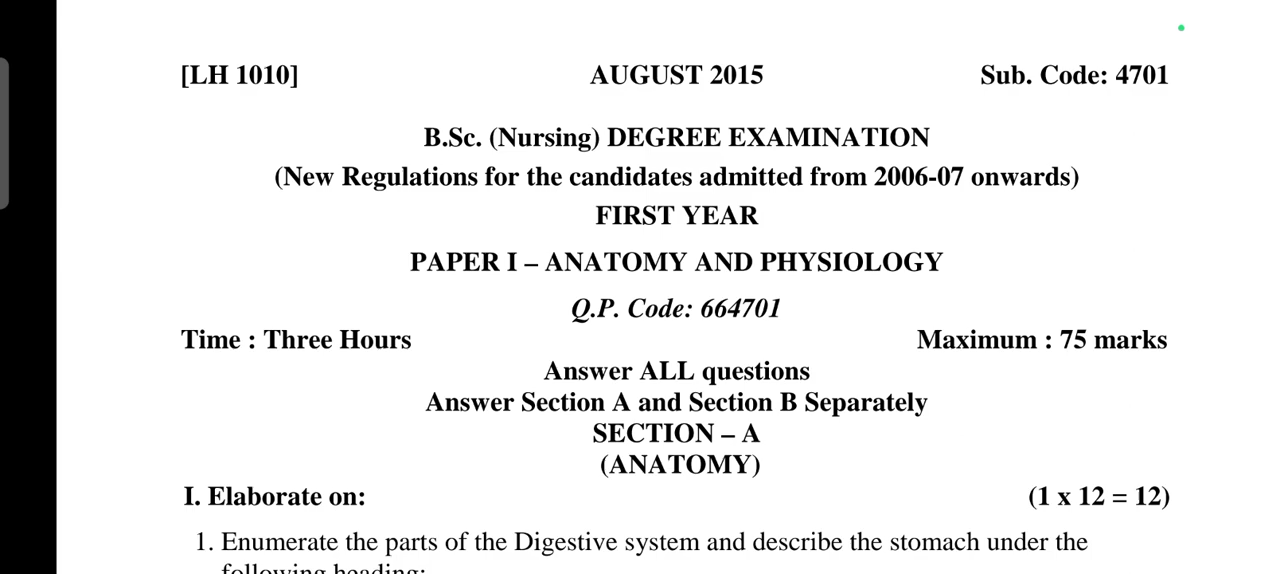 [LH 1010] AUGUST 2015 Sub. Code: 4701
B.Sc. (Nursing) DEGREE EXAMINATION
(New Regulations for the candidates admitted from 2006-07 onwards)
FIRST YEAR
PAPER I – ANATOMY AND PHYSIOLOGY
Q.P. Code: 664701
Time : Three Hours Maximum : 75 marks
Answer ALL questions
Answer Section A and Section B Separately
SECTION – A
(ANATOMY)
I. Elaborate on: (1 x 12 = 12)
1. Enumerate the parts of the Digestive system and describe the stomach under the
following heading: